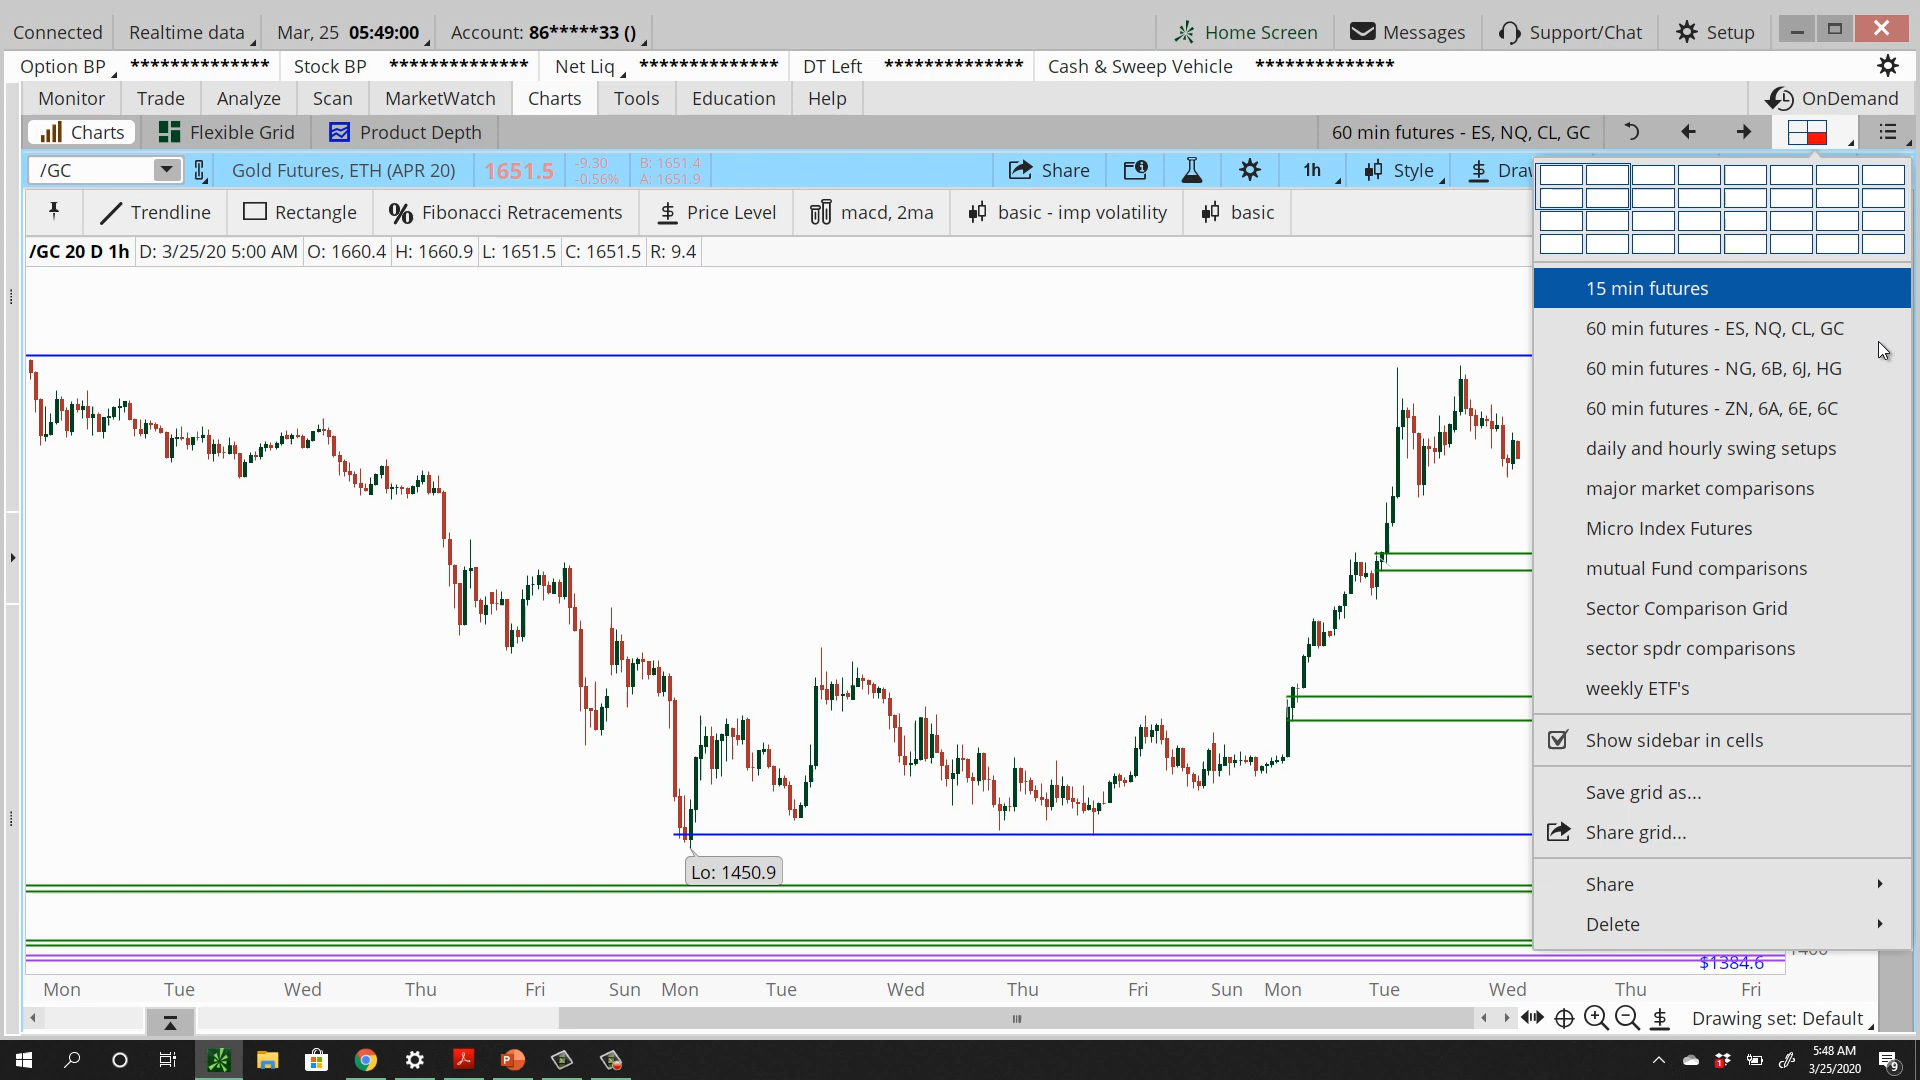 Connected Realtime data Mar, 25 05:49:00 Account: 86*****33 () Home Screen Messages Support/Chat Setup
Option BP ************** Stock BP ************** Net Liq ************** DT Left ************** Cash & Sweep Vehicle **************
Monitor Trade Analyze Scan MarketWatch Charts Tools Education Help OnDemand
Charts Flexible Grid Product Depth 60 min futures - ES, NQ, CL, GC
/GC Gold Futures, ETH (APR 20) 1651.5 -9.30 B: 1651.4 Share 1h Style $ Draw
-0.56% A: 1651.9
Trendline Rectangle % Fibonacci Retracements $ Price Level macd, 2ma basic - imp volatility basic
/GC 20 D 1h D: 3/25/20 5:00 AM O: 1660.4 H: 1660.9 L: 1651.5 C: 1651.5 R: 9.4
15 min futures
60 min futures - ES, NQ, CL, GC
60 min futures - NG, 6B, 6J, HG
60 min futures - ZN, 6A, 6E, 6C
daily and hourly swing setups
major market comparisons
Micro Index Futures
mutual Fund comparisons
Sector Comparison Grid
sector spdr comparisons
weekly ETF's
Show sidebar in cells
Save grid as...
Share grid...
Share
Delete
Lo: 1450.9
$1384.6
Mon Tue Wed Thu Fri Sun Mon Tue Wed Thu Fri Sun Mon Tue Wed Thu Fri
$ Drawing set: Default
5:48 AM
3/25/2020
9